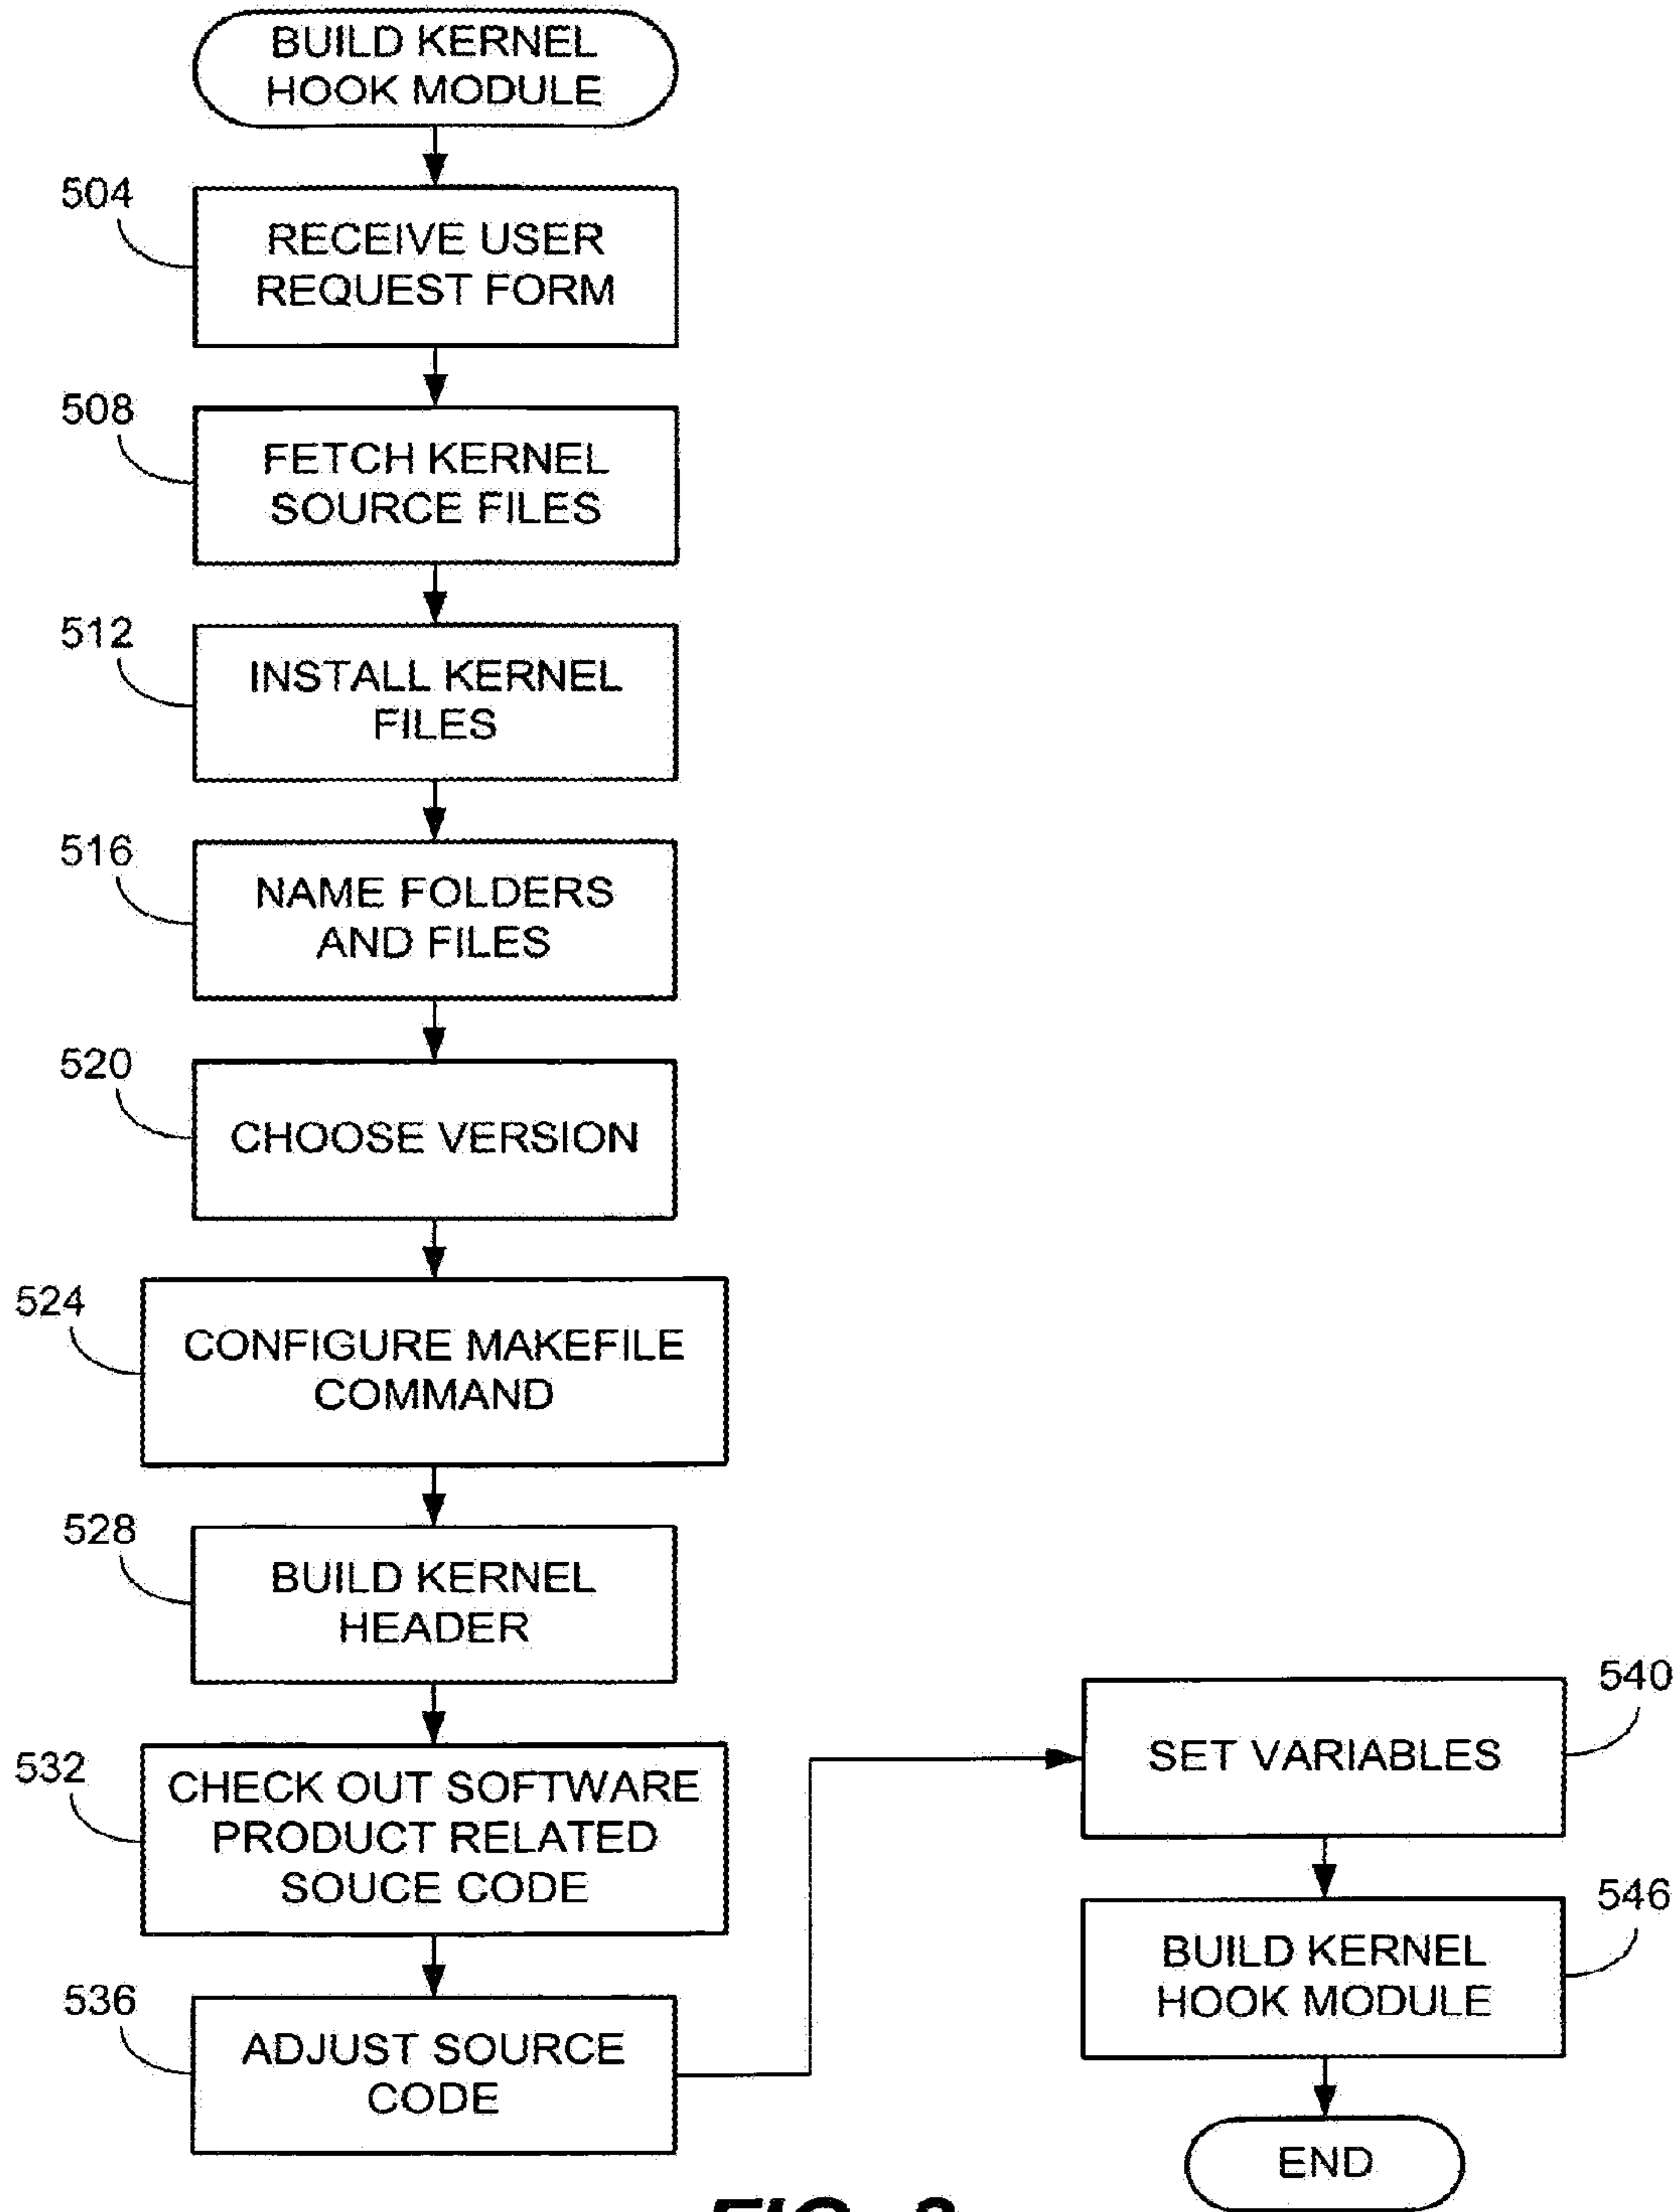 BUILD KERNEL
HOOK MODULE
504
RECEIVE USER
REQUEST FORM
508
FETCH KERNEL
SOURCE FILES
512
INSTALL KERNEL
FILES
516
NAME FOLDERS
AND FILES
520
CHOOSE VERSION
524
CONFIGURE MAKEFILE
COMMAND
528
BUILD KERNEL
HEADER
532
CHECK OUT SOFTWARE
PRODUCT RELATED
SOUCE CODE
536
ADJUST SOURCE
CODE
540
SET VARIABLES
546
BUILD KERNEL
HOOK MODULE
END
FIG.